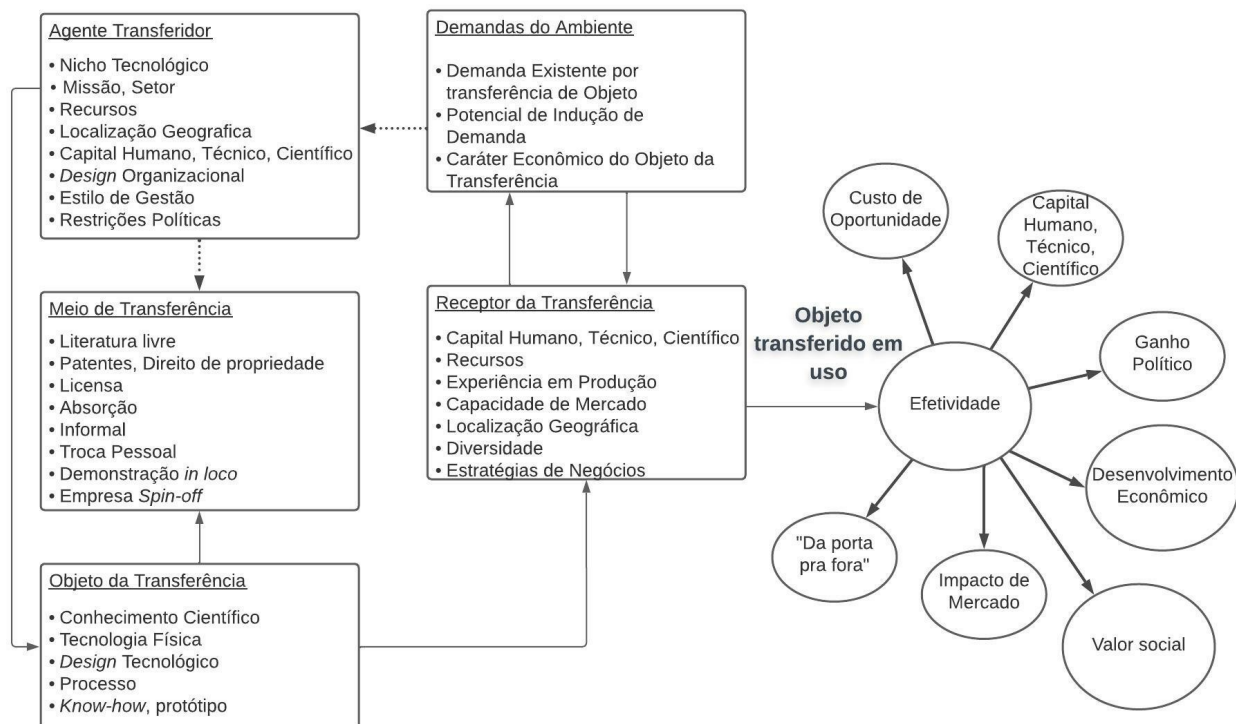 Agente Transferidor
• Nicho Tecnológico
• Missão, Setor
• Recursos
• Localização Geografica
• Capital Humano, Técnico, Científico
• Design Organizacional
• Estilo de Gestão
• Restrições Políticas
Demandas do Ambiente
• Demanda Existente por
transferência de Objeto
• Potencial de Indução de
Demanda
• Caráter Econômico do Objeto da
Transferência
Meio de Transferência
• Literatura livre
• Patentes, Direito de propriedade
• Licensa
• Absorção
• Informal
• Troca Pessoal
• Demonstração in loco
• Empresa Spin-off
Receptor da Transferência
• Capital Humano, Técnico, Científico
• Recursos
• Experiência em Produção
• Capacidade de Mercado
• Localização Geográfica
• Diversidade
• Estratégias de Negócios
Objeto da Transferência
• Conhecimento Científico
• Tecnologia Física
• Design Tecnológico
• Processo
• Know-how, protótipo
Objeto
transferido em
uso
Efetividade
Custo de
Oportunidade
Capital
Humano,
Técnico,
Científico
Ganho
Político
Desenvolvimento
Econômico
Valor social
Impacto de
Mercado
"Da porta
pra fora"